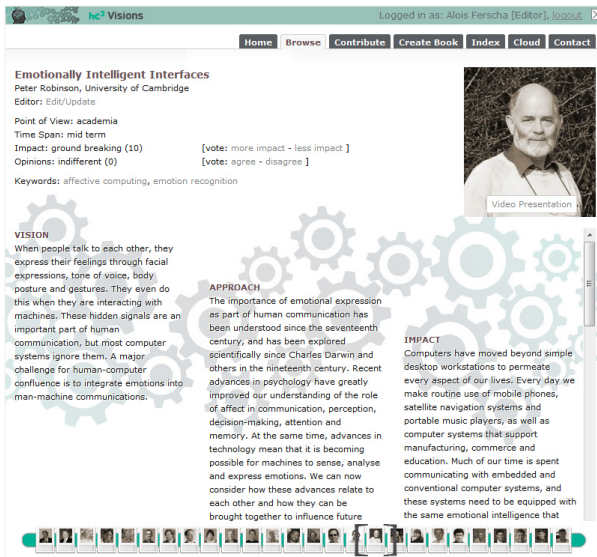 hc² Visions
Logged in as: Alois Ferscha [Editor], logout
Home Browse Contribute Create Book Index Cloud Contact
Emotionally Intelligent Interfaces
Peter Robinson, University of Cambridge
Editor: Edit/Update
Point of View: academia
Time Span: mid term
Impact: ground breaking (10) [vote: more impact - less impact ]
Opinions: indifferent (0) [vote: agree - disagree ]
Keywords: affective computing, emotion recognition
Video Presentation
VISION
When people talk to each other, they
express their feelings through facial
expressions, tone of voice, body
posture and gestures. They even do
this when they are interacting with
machines. These hidden signals are an
important part of human
communication, but most computer
systems ignore them. A major
challenge for human-computer
confluence is to integrate emotions into
man-machine communications.
APPROACH
The importance of emotional expression
as part of human communication has
been understood since the seventeenth
century, and has been explored
scientifically since Charles Darwin and
others in the nineteenth century. Recent
advances in psychology have greatly
improved our understanding of the role
of affect in communication, perception,
decision-making, attention and
memory. At the same time, advances in
technology mean that it is becoming
possible for machines to sense, analyse
and express emotions. We can now
consider how these advances relate to
each other and how they can be
brought together to influence future
IMPACT
Computers have moved beyond simple
desktop workstations to permeate
every aspect of our lives. Every day we
make routine use of mobile phones,
satellite navigation systems and
portable music players, as well as
computer systems that support
manufacturing, commerce and
education. Much of our time is spent
communicating with embedded and
conventional computer systems, and
these systems need to be equipped with
the same emotional intelligence that